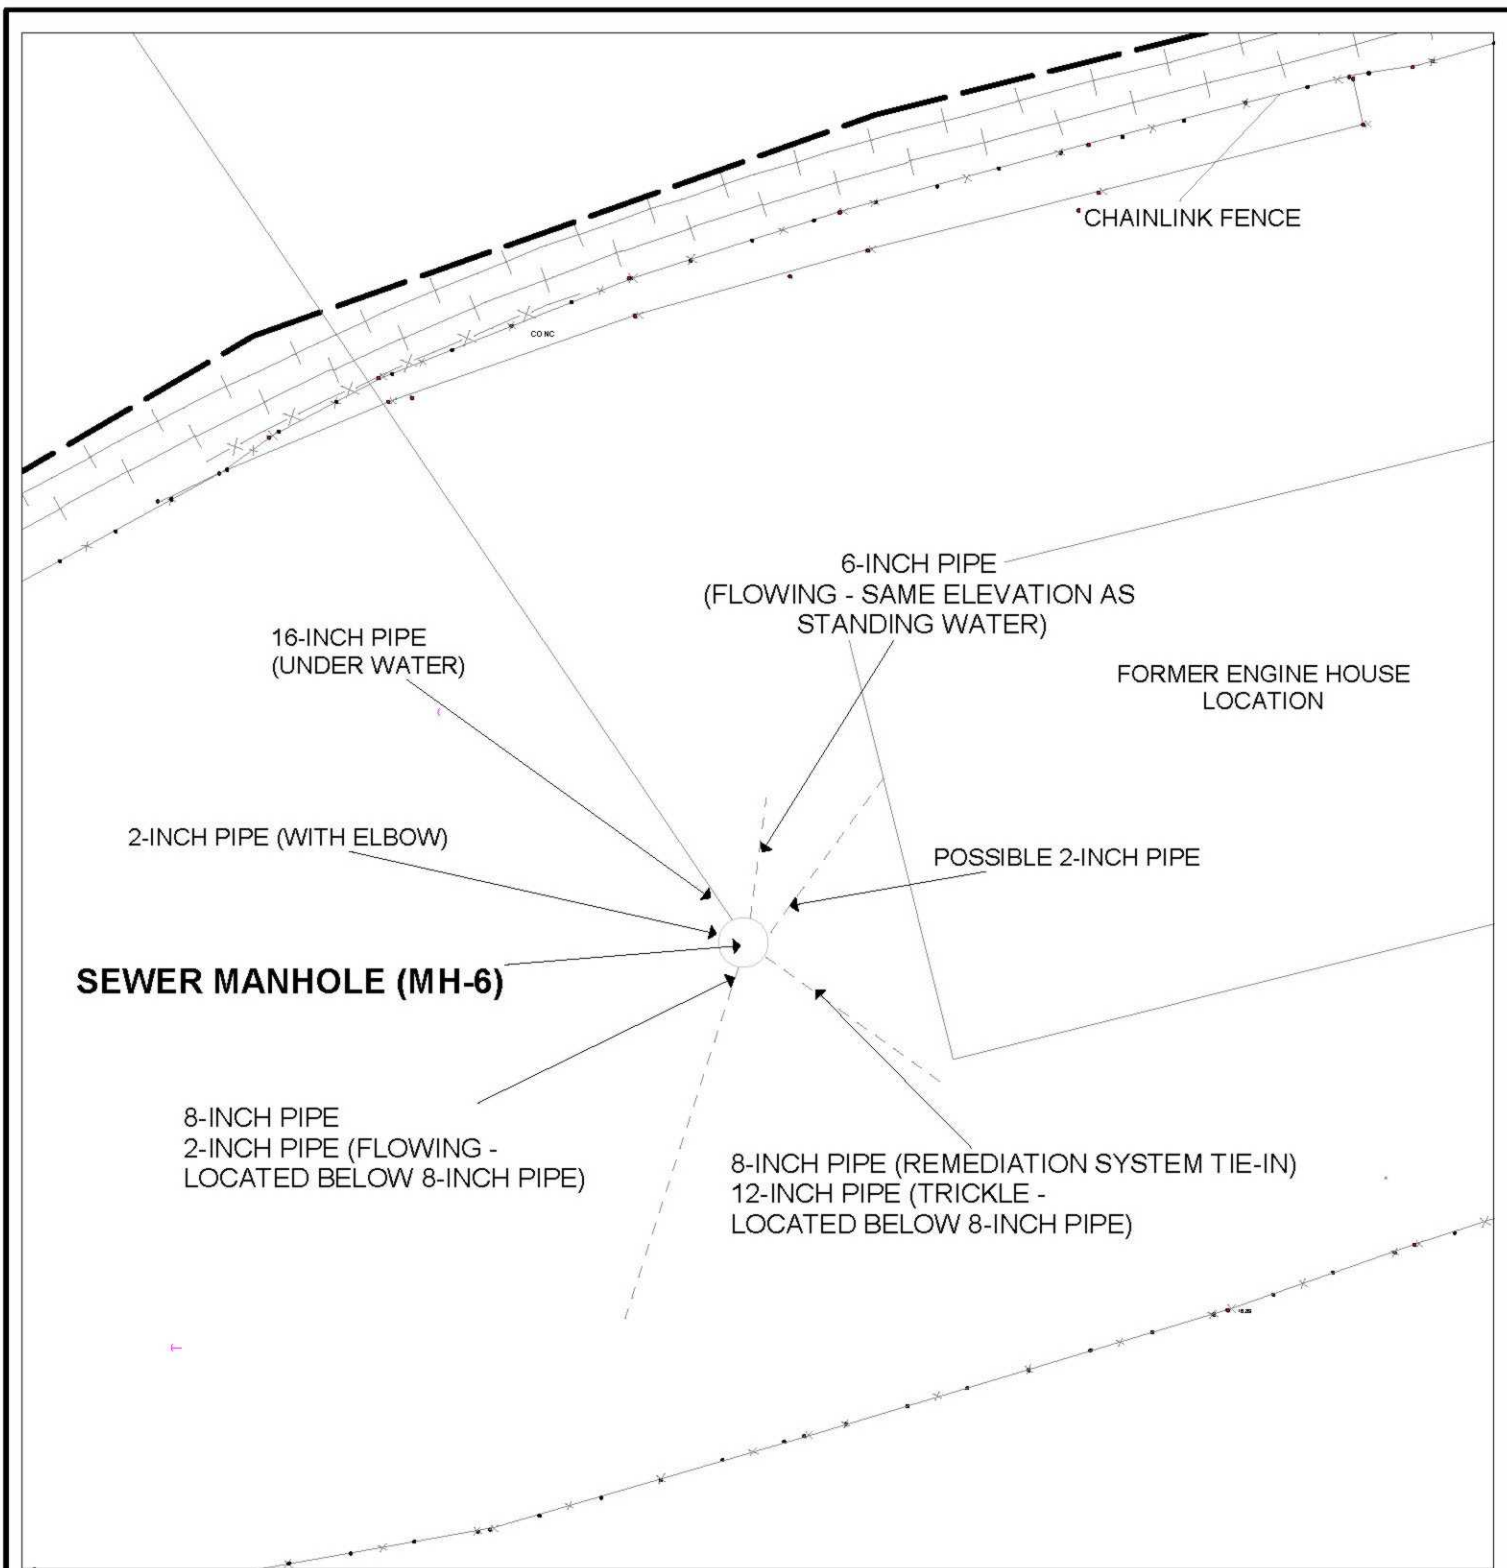 CHAINLINK FENCE
CONC
6-INCH PIPE
(FLOWING - SAME ELEVATION AS
STANDING WATER)
16-INCH PIPE
(UNDER WATER)
FORMER ENGINE HOUSE
LOCATION
2-INCH PIPE (WITH ELBOW)
POSSIBLE 2-INCH PIPE
SEWER MANHOLE (MH-6)
8-INCH PIPE
2-INCH PIPE (FLOWING -
LOCATED BELOW 8-INCH PIPE)
8-INCH PIPE (REMEDIATION SYSTEM TIE-IN)
12-INCH PIPE (TRICKLE -
LOCATED BELOW 8-INCH PIPE)